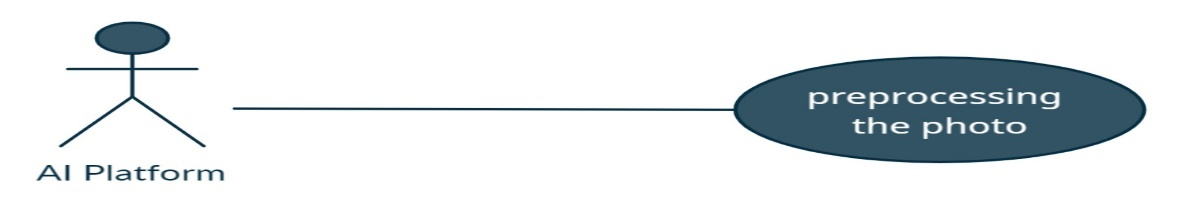 preprocessing
the photo
AI Platform